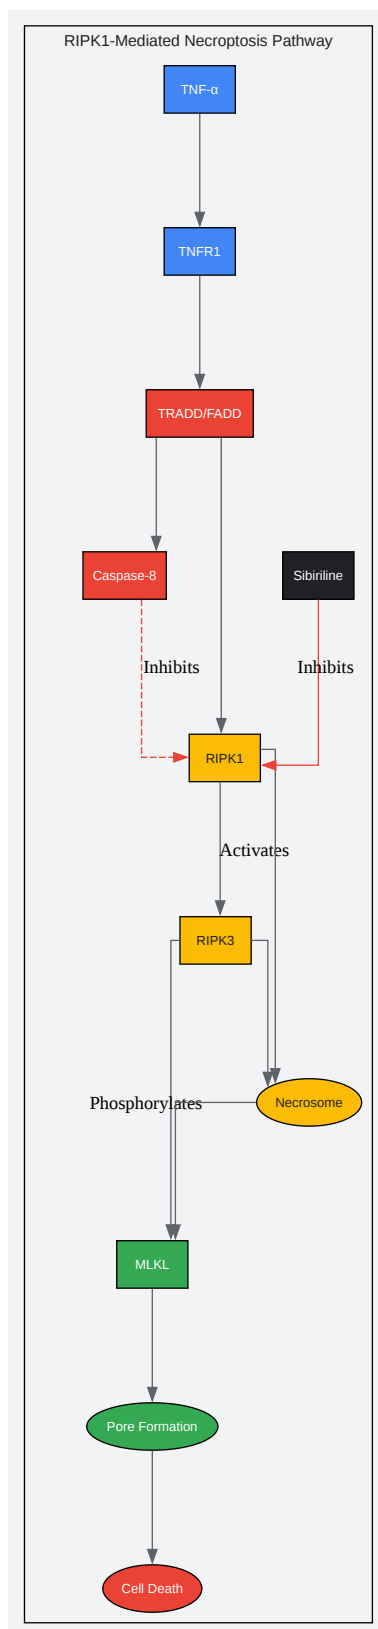 RIPK1-Mediated Necroptosis Pathway
TNF-α
TNFR1
TRADD/FADD
Caspase-8
Sibiriline
Inhibits
Inhibits
RIPK1
Activates
RIPK3
Necrosome
Phosphorylates
MLKL
Pore Formation
Cell Death